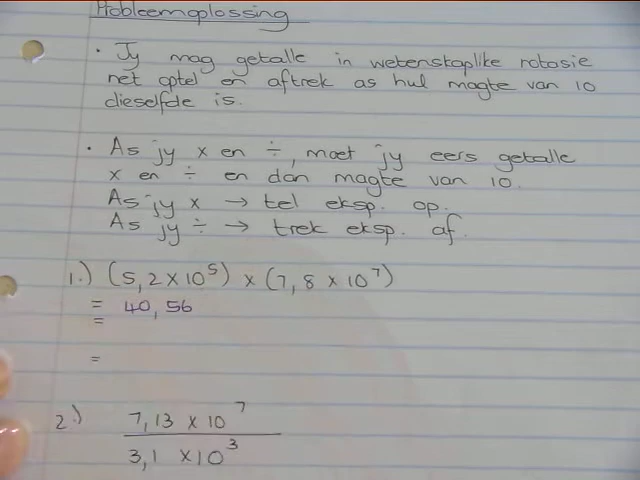 Probleemoplossing
• Jy mag getalle in wetenskaplike notasie
net optel en aftrek as hul magte van 10
dieselfde is.
• As jy x en ÷, moet jy eers getalle
x en ÷ en dan magte van 10.
As jy x → tel eksp. op.
As jy ÷ → trek eksp. af.
1.) (5,2 x 10⁵) x (7,8 x 10⁷)
= 40,56
=
=
2.) 7,13 x 10⁷
3,1 x 10³